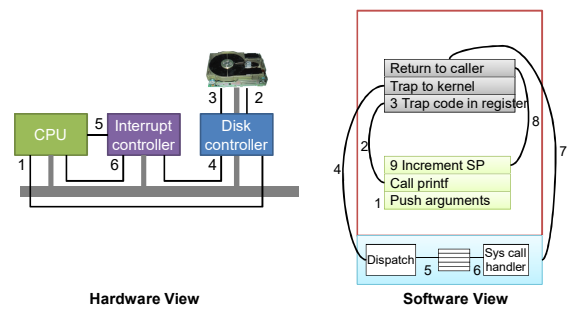 CPU
5
Interrupt
controller
6
3
2
Disk
controller
4
1
Hardware View
Return to caller
Trap to kernel
3 Trap code in register
8
2
4
7
9 Increment SP
Call printf
1
Push arguments
Dispatch
5
6
Sys call
handler
Software View